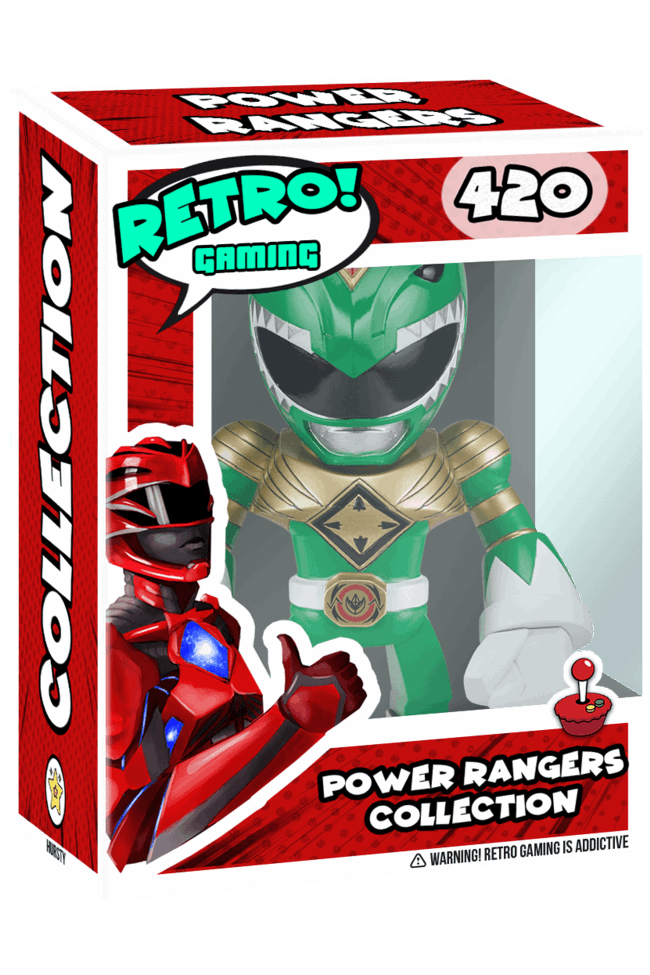 POWER
RANGERS
COLLECTION
RETRO!
GAMING
420
POWER RANGERS
COLLECTION
WARNING! RETRO GAMING IS ADDICTIVE
HURSTY